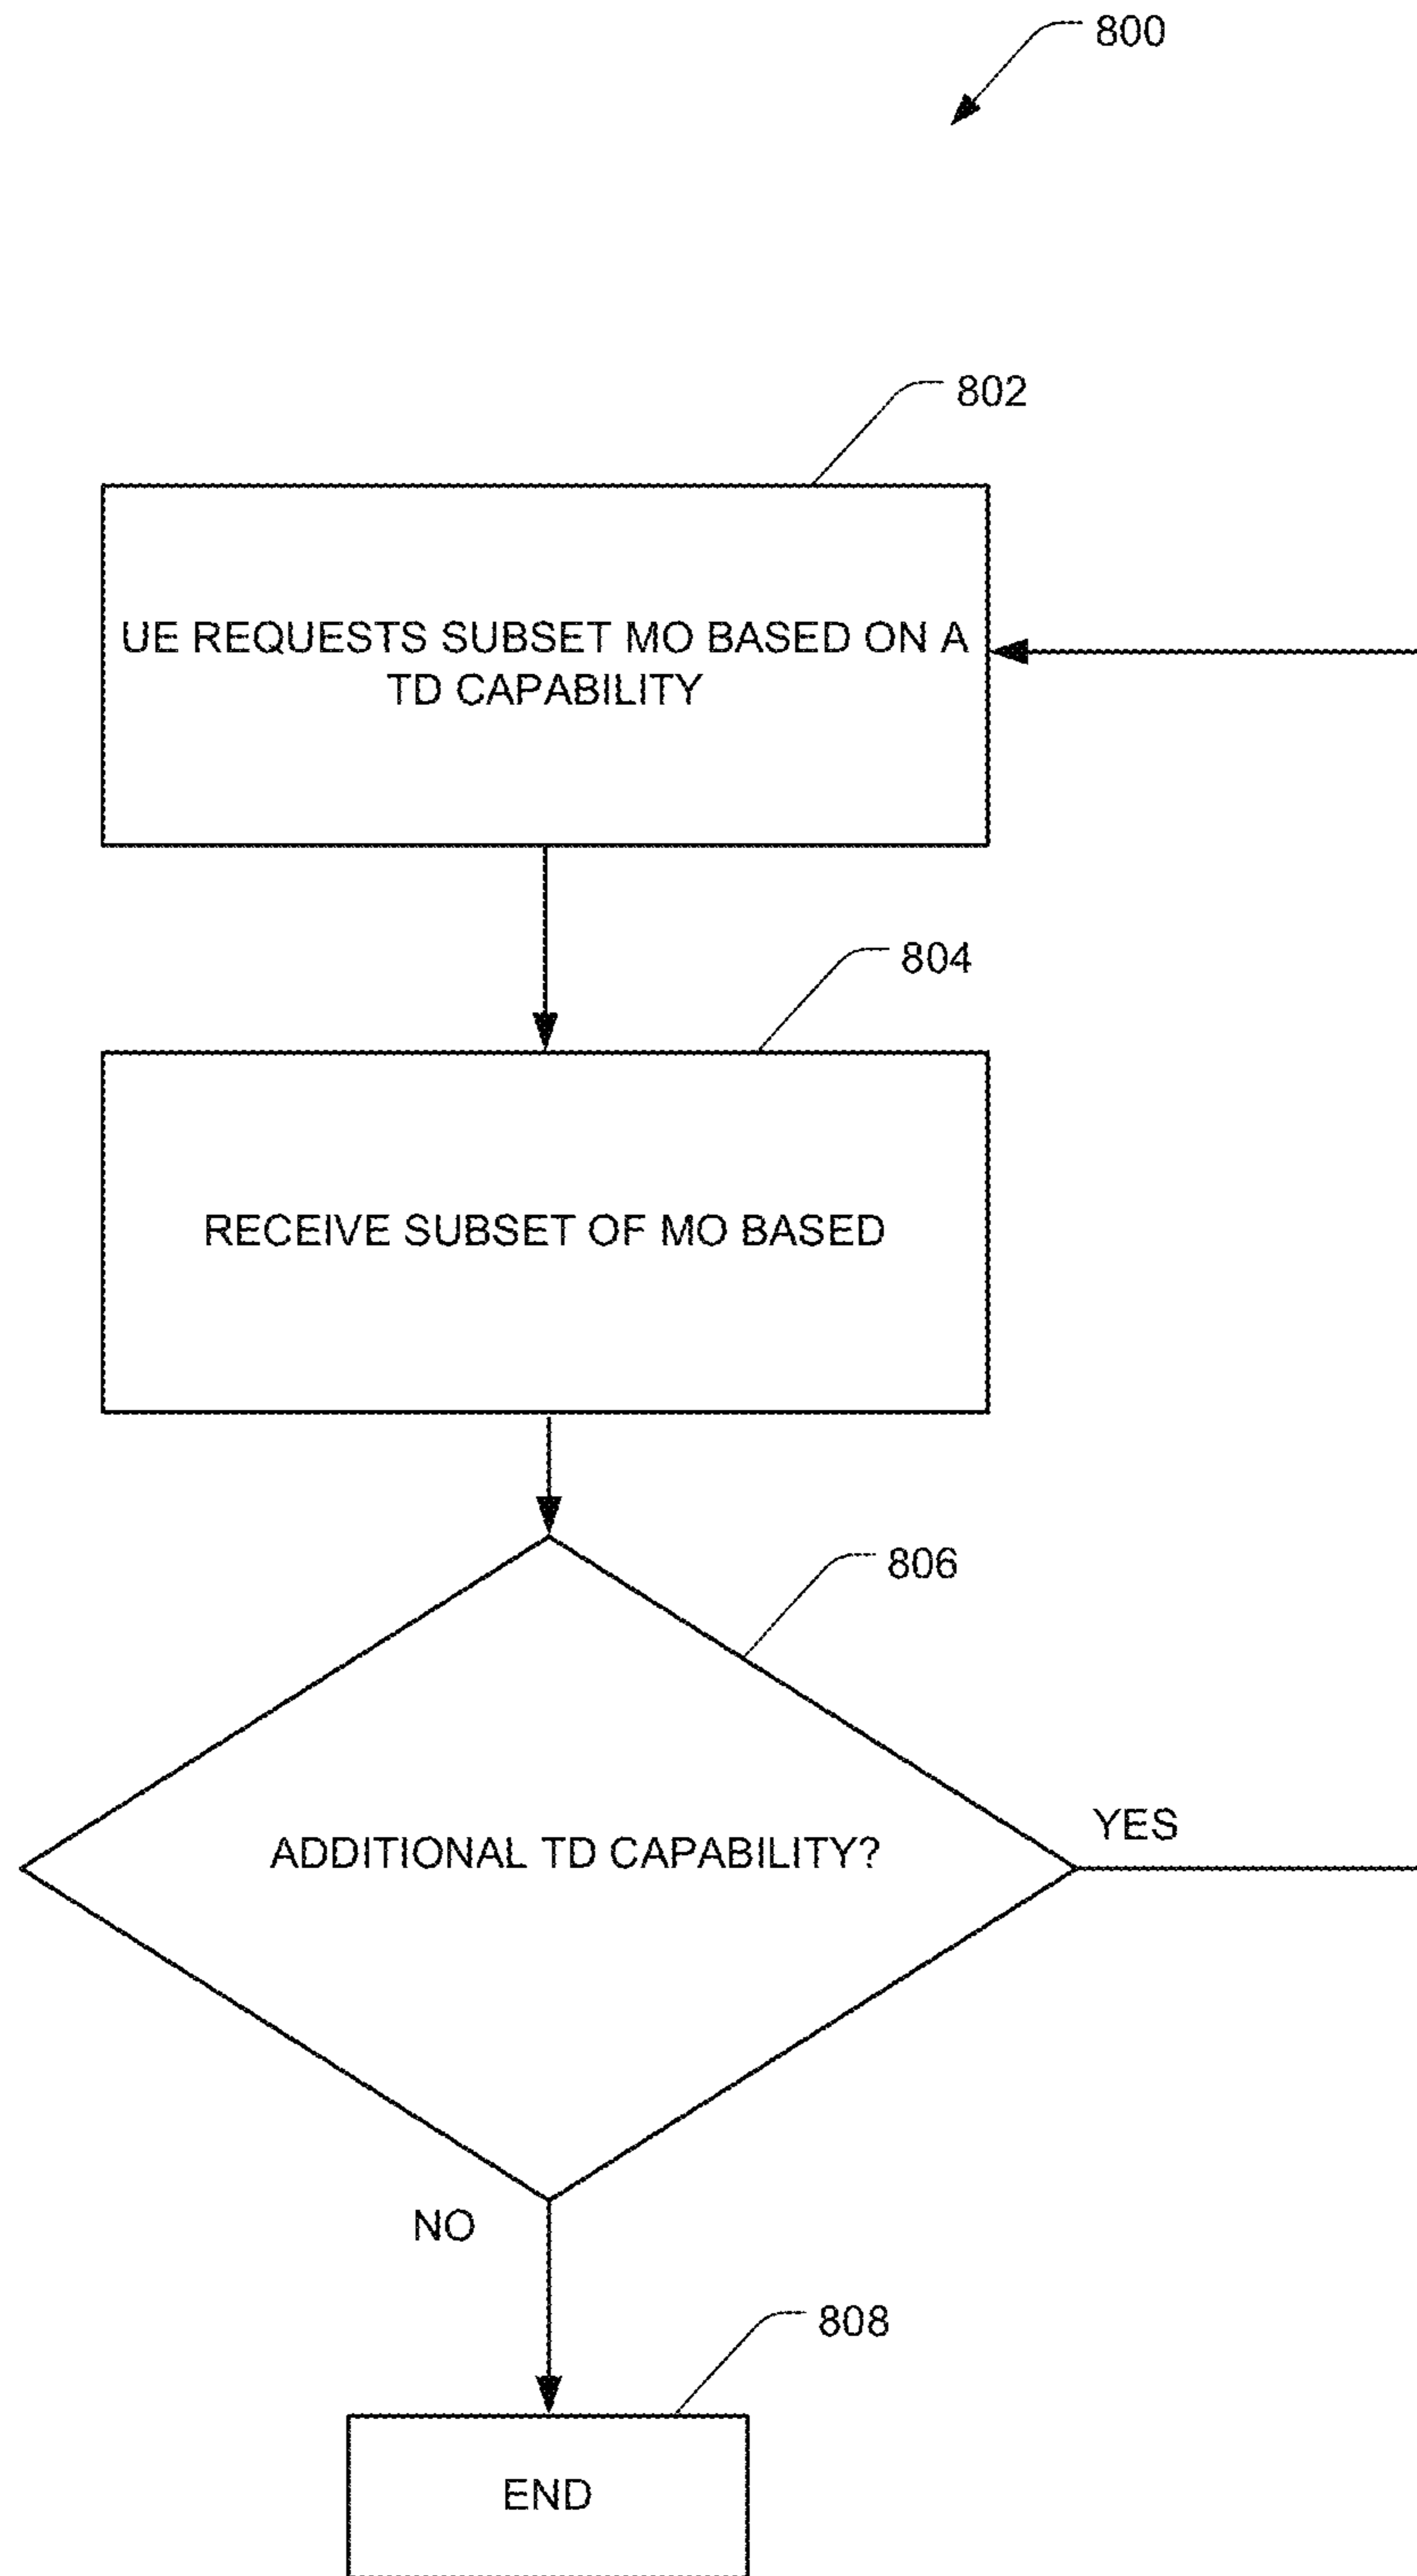 800
802
UE REQUESTS SUBSET MO BASED ON A
TD CAPABILITY
804
RECEIVE SUBSET OF MO BASED
806
ADDITIONAL TD CAPABILITY?
YES
NO
808
END